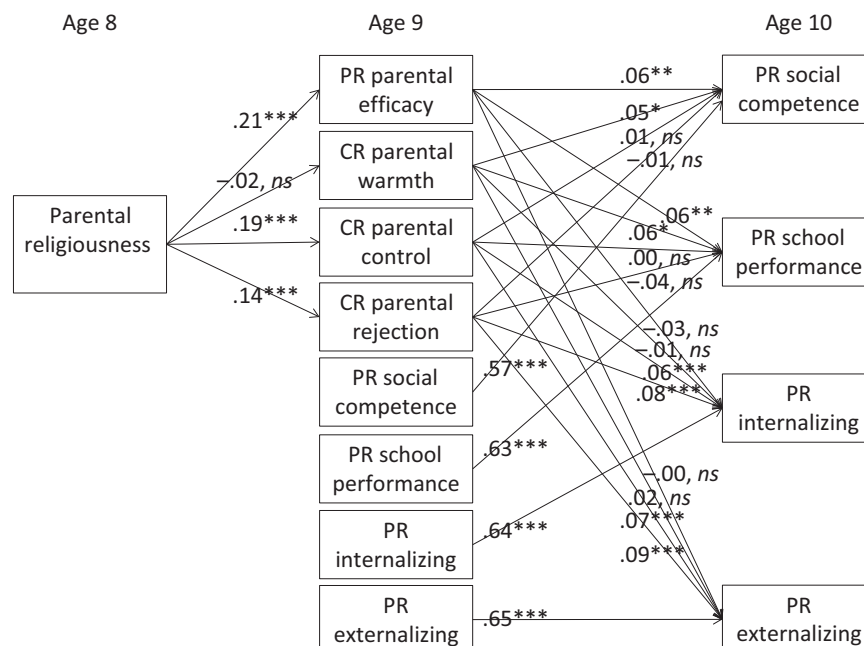 Age 8 Age 9 Age 10
PR parental
efficacy
CR parental
warmth
CR parental
control
CR parental
rejection
PR social
competence
PR school
performance
PR
internalizing
PR
externalizing
Parental
religiousness
.21***
–.02, ns
.19***
.14***
.06**
.05*
.01, ns
–.01, ns
.06**
.06*
.00, ns
–.04, ns
–.03, ns
–.01, ns
.06***
.08***
–.00, ns
.02, ns
.07***
.09***
.57***
.63***
.64***
.65***
PR social
competence
PR school
performance
PR
internalizing
PR
externalizing